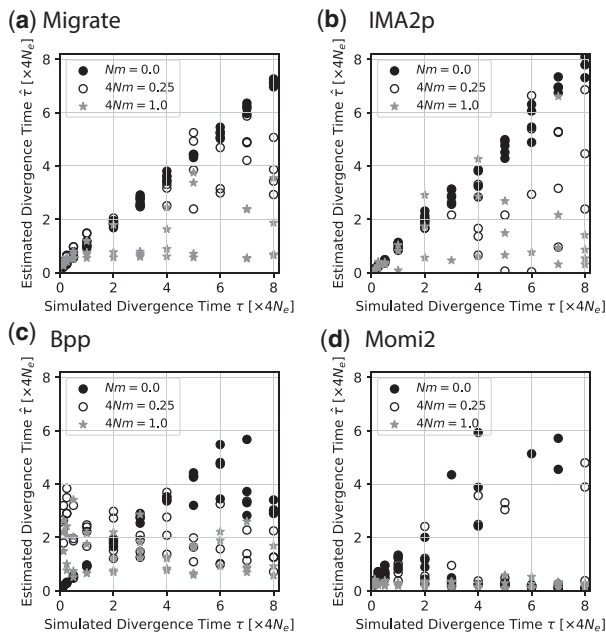 (a) Migrate
8
6
4
2
0
Nm = 0.0
4Nm = 0.25
4Nm = 1.0
Estimated Divergence Time τ̂ [×4Nₑ]
0 2 4 6 8
Simulated Divergence Time τ [×4Nₑ]
(b) IMA2p
8
6
4
2
0
Nm = 0.0
4Nm = 0.25
4Nm = 1.0
Estimated Divergence Time τ̂ [×4Nₑ]
0 2 4 6 8
Simulated Divergence Time τ [×4Nₑ]
(c) Bpp
8
6
4
2
0
Nm = 0.0
4Nm = 0.25
4Nm = 1.0
Estimated Divergence Time τ̂ [×4Nₑ]
0 2 4 6 8
Simulated Divergence Time τ [×4Nₑ]
(d) Momi2
8
6
4
2
0
Nm = 0.0
4Nm = 0.25
4Nm = 1.0
Estimated Divergence Time τ̂ [×4Nₑ]
0 2 4 6 8
Simulated Divergence Time τ [×4Nₑ]